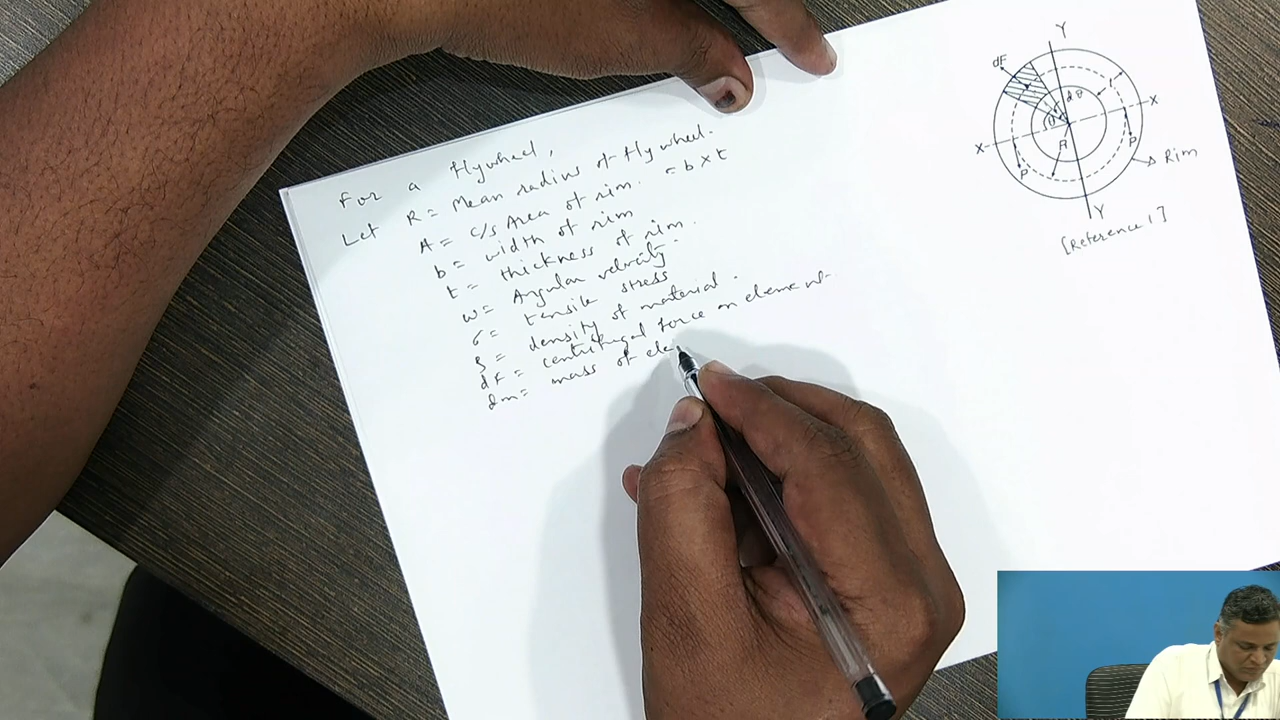 For a flywheel,
Let R = Mean radius of flywheel.
A = c/s Area of rim. = b × t
b = width of rim
t = thickness of rim.
w = Angular velocity.
σ = tensile stress
ρ = density of material.
dF = centrifugal force on element.
dm = mass of ele
Y
dF
dθ
θ
X
X
R
P
P
Rim
Y
[Reference 1]